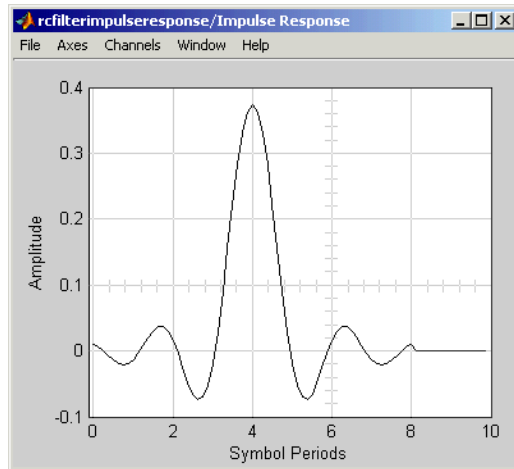 rcfilterimpulseresponse/Impulse Response
File Axes Channels Window Help
0.4
0.3
0.2
0.1
0
-0.1
Amplitude
0 2 4 6 8 10
Symbol Periods